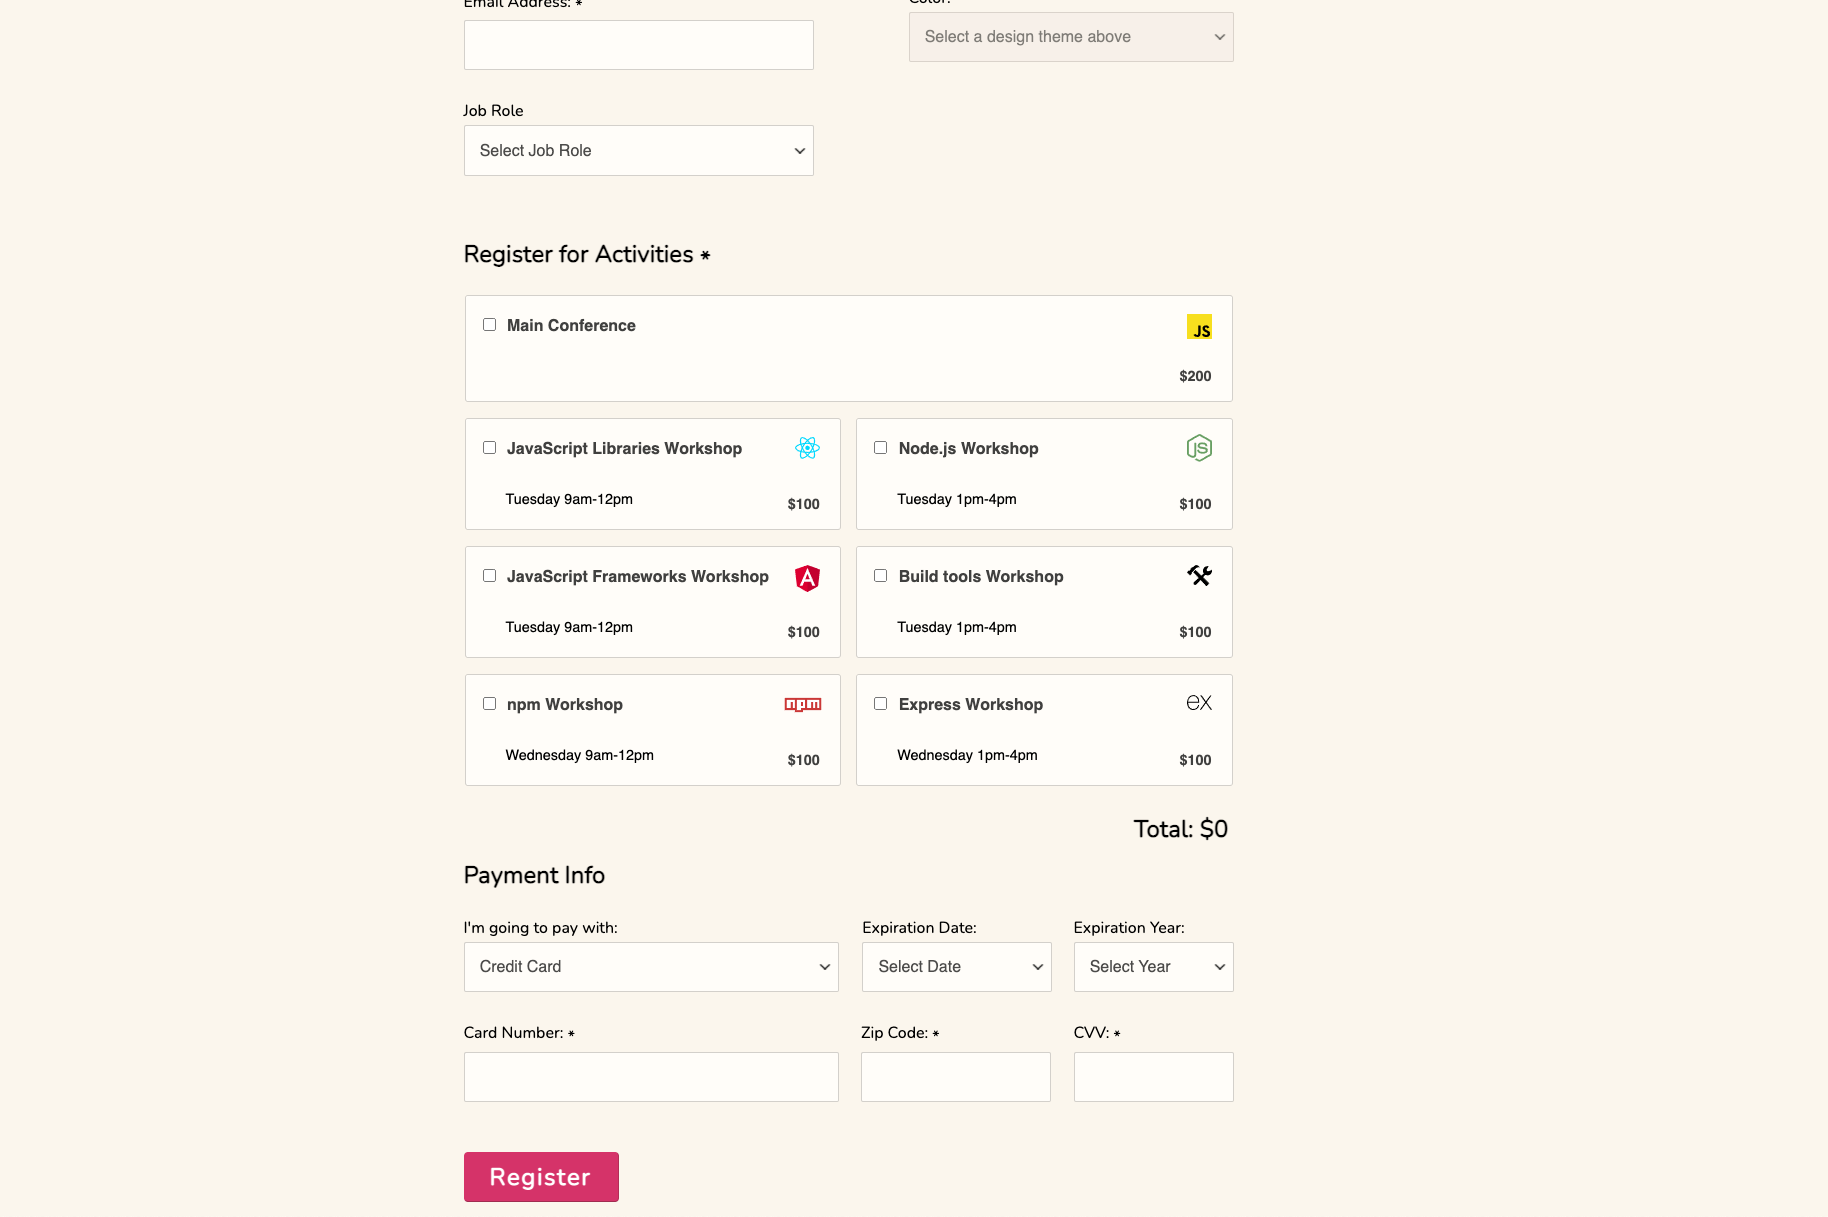 Email Address: *
Color:
Select a design theme above
Job Role
Select Job Role
Register for Activities *
Main Conference
JS
$200
JavaScript Libraries Workshop
Tuesday 9am-12pm
$100
Node.js Workshop
JS
Tuesday 1pm-4pm
$100
JavaScript Frameworks Workshop
A
Tuesday 9am-12pm
$100
Build tools Workshop
Tuesday 1pm-4pm
$100
npm Workshop
npm
Wednesday 9am-12pm
$100
Express Workshop
ex
Wednesday 1pm-4pm
$100
Total: $0
Payment Info
I'm going to pay with:
Credit Card
Expiration Date:
Select Date
Expiration Year:
Select Year
Card Number: *
Zip Code: *
CVV: *
Register